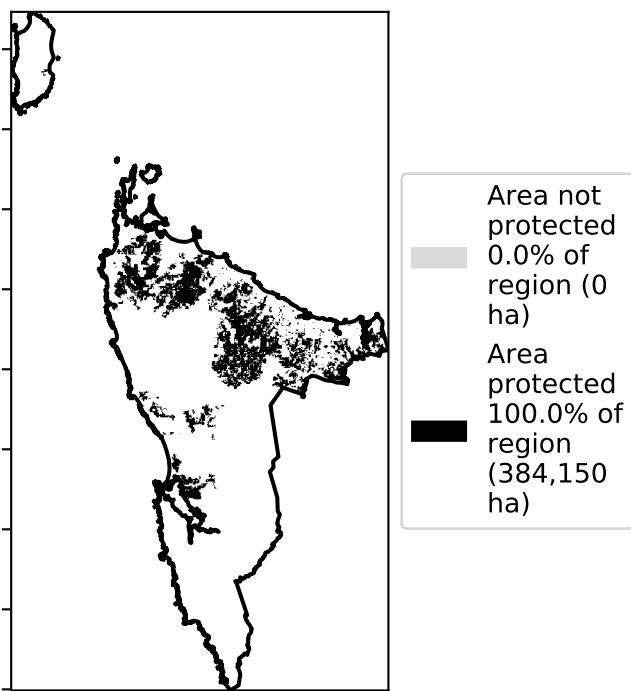 Area not
protected
0.0% of
region (0
ha)
Area
protected
100.0% of
region
(384,150
ha)